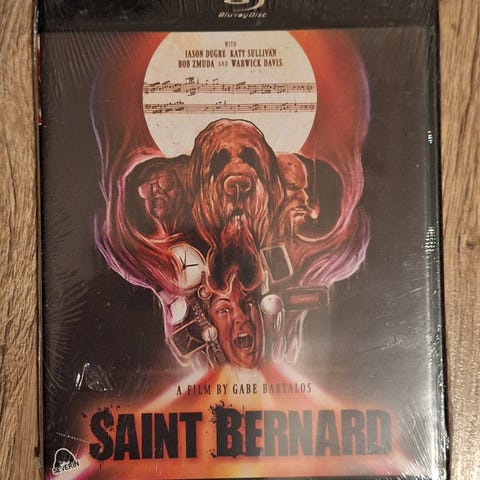 Blu-ray Disc
WITH
JASON DUGRE KATY SULLIVAN
BOB ZMUDA AND WARWICK DAVIS
A FILM BY GABE BARTALOS
SAINT BERNARD
SEVERIN